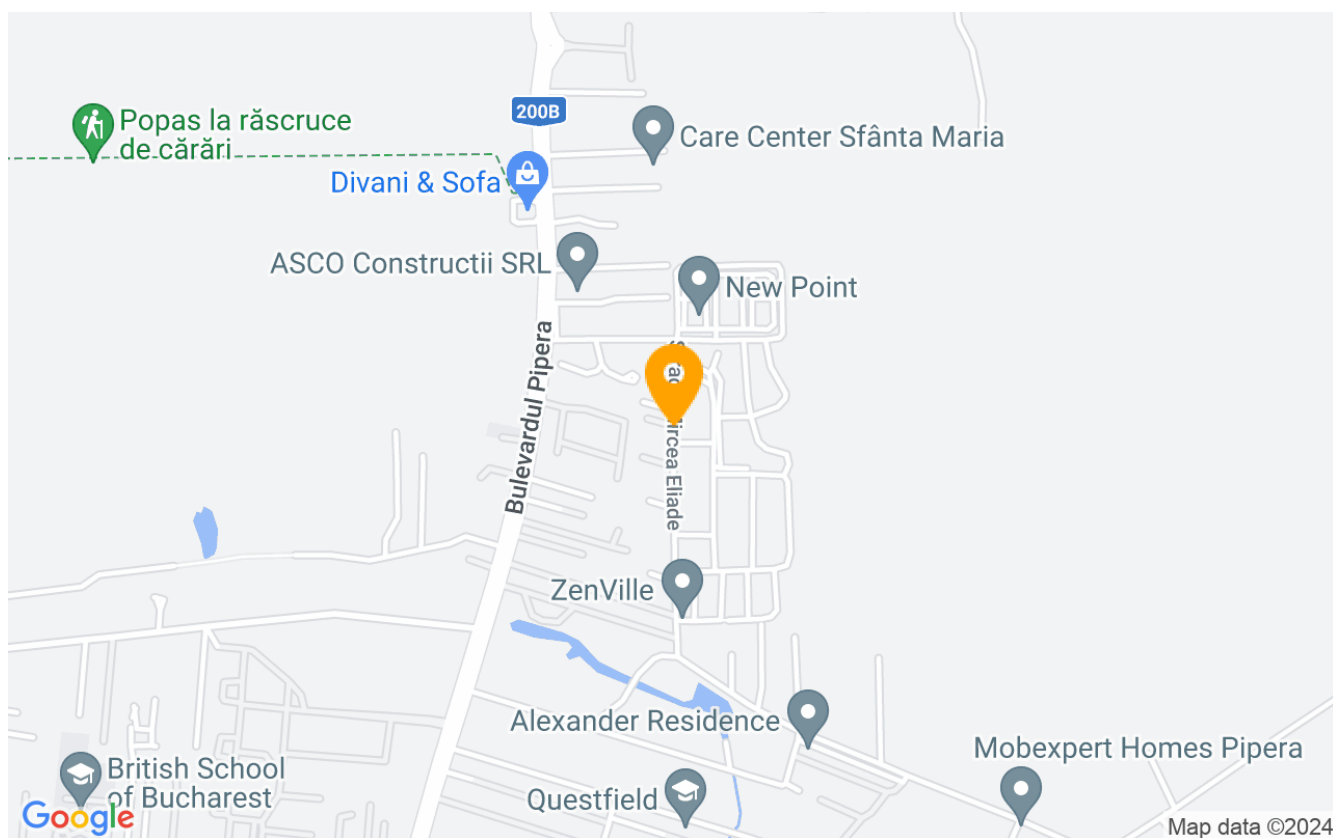 200B
Popas la răscruce
de cărări
Care Center Sfânta Maria
Divani & Sofa
ASCO Constructii SRL
New Point
Bulevardul Pipera
Mircea Eliade
ZenVille
Alexander Residence
Mobexpert Homes Pipera
British School
of Bucharest
Questfield
Google
Map data ©2024